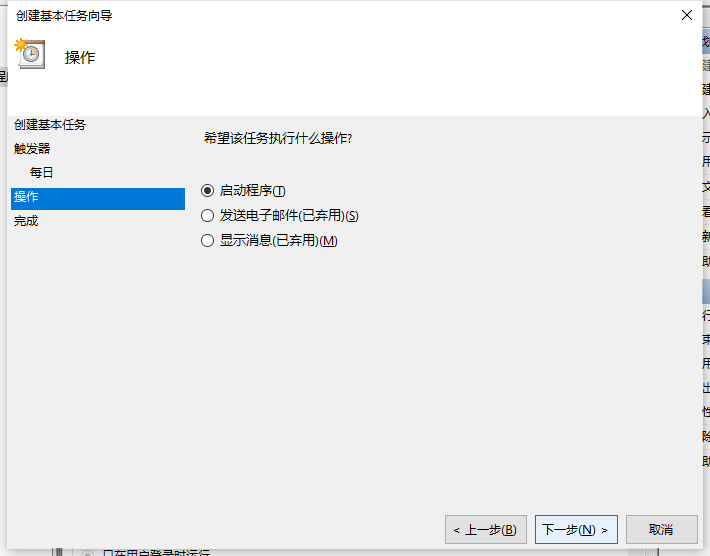 创建基本任务向导
操作
创建基本任务
希望该任务执行什么操作?
触发器
每日
启动程序(T)
操作
发送电子邮件(已弃用)(S)
完成
显示消息(已弃用)(M)
< 上一步(B)
下一步(N) >
取消